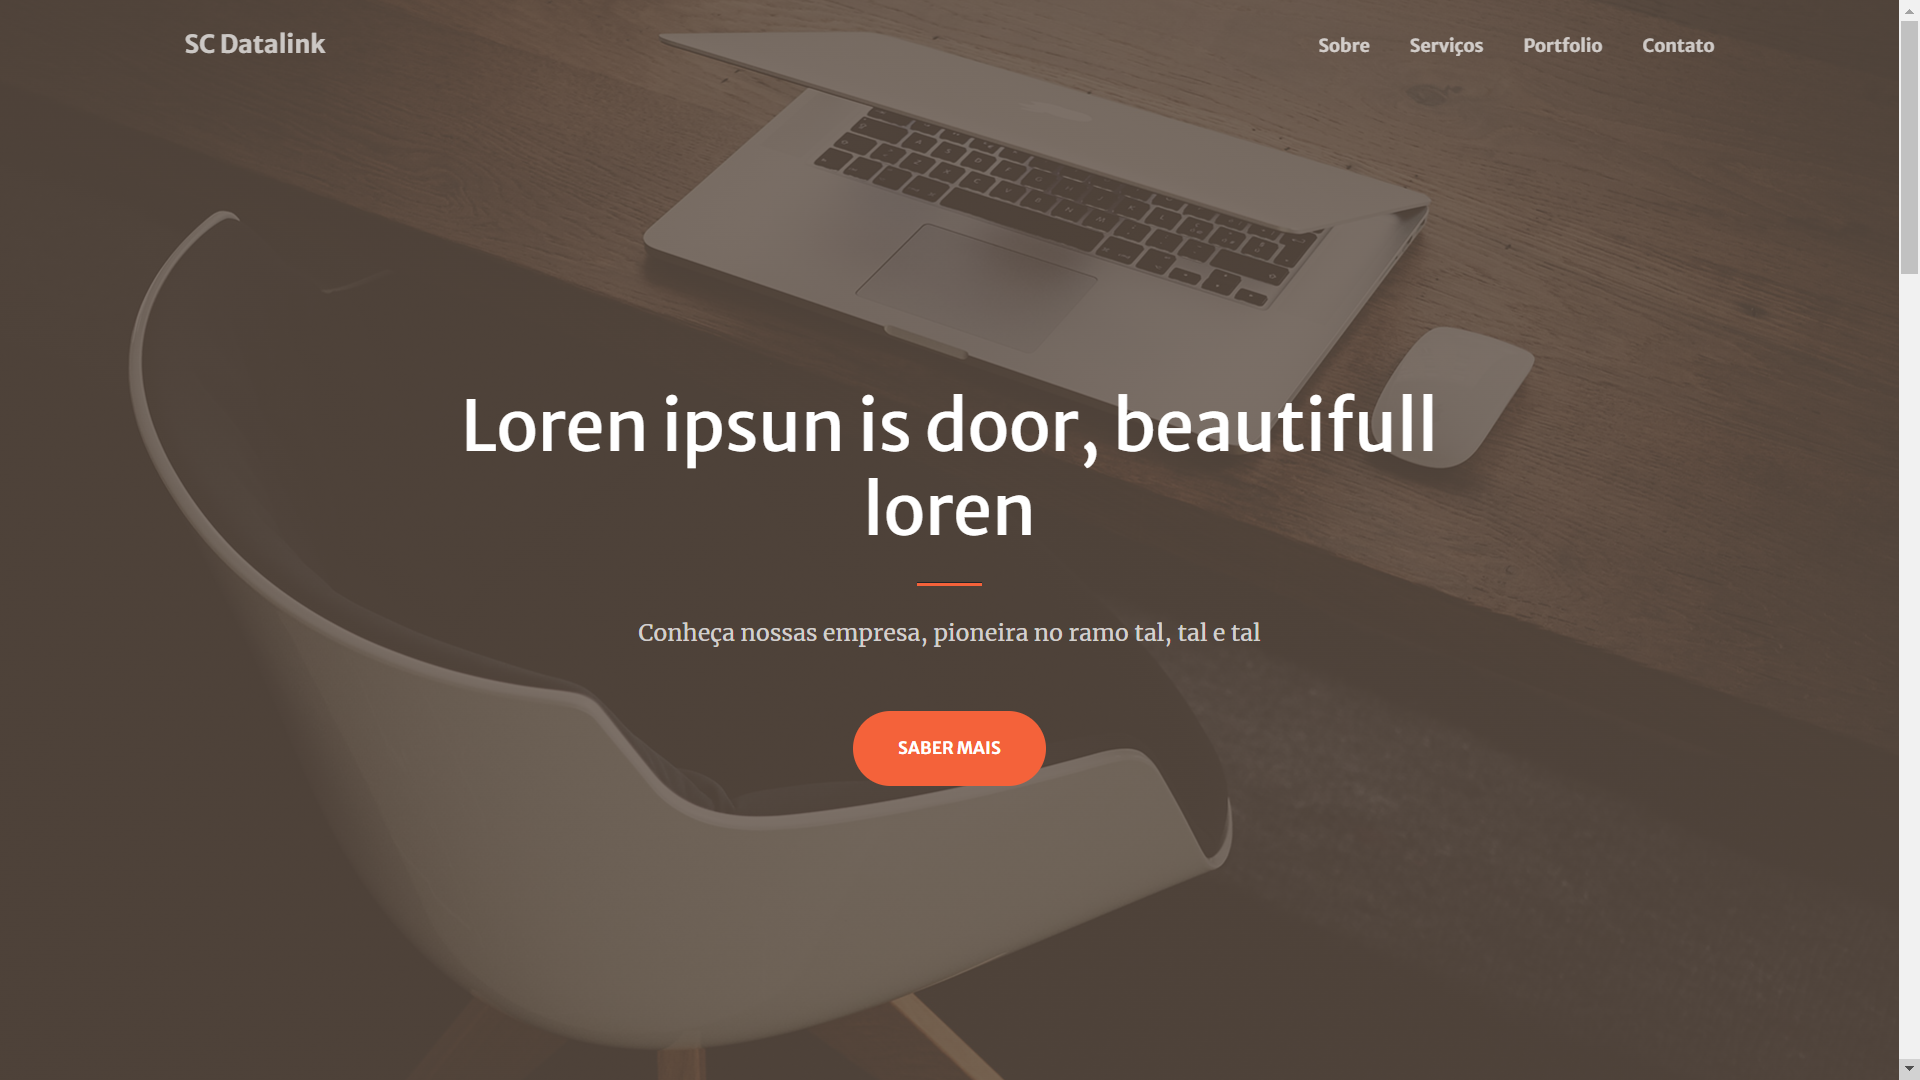 SC Datalink
Sobre Serviços Portfolio Contato
Loren ipsun is door, beautifull
loren
Conheça nossas empresa, pioneira no ramo tal, tal e tal
SABER MAIS